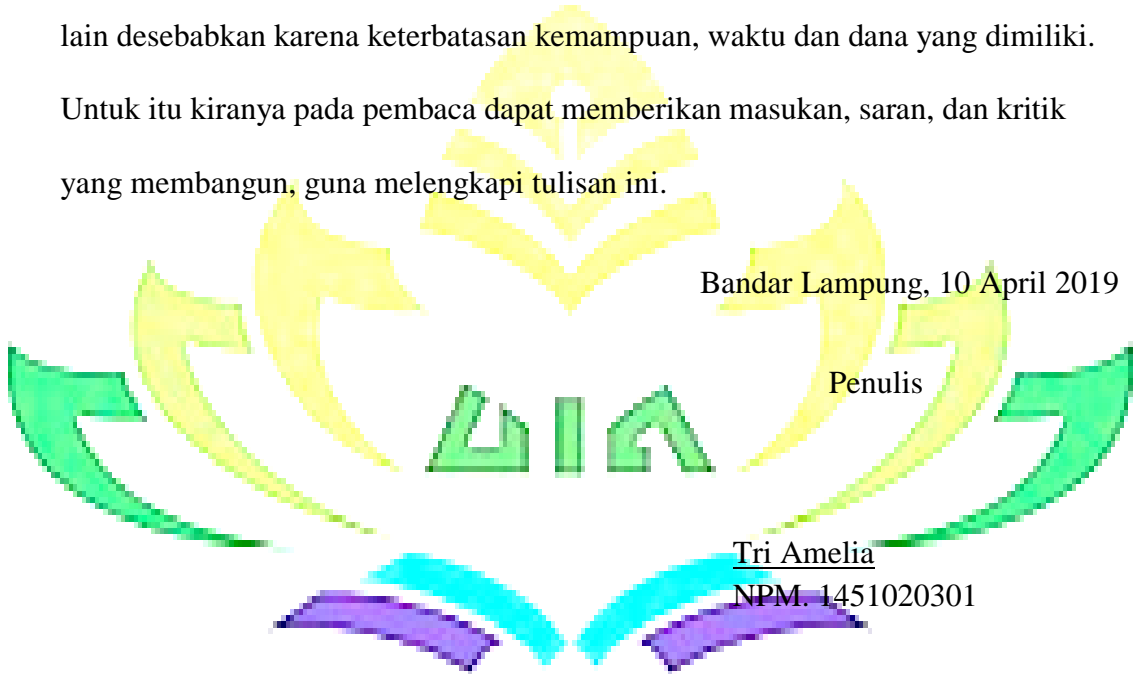 lain desebabkan karena keterbatasan kemampuan, waktu dan dana yang dimiliki.
Untuk itu kiranya pada pembaca dapat memberikan masukan, saran, dan kritik
yang membangun, guna melengkapi tulisan ini.
Bandar Lampung, 10 April 2019
Penulis
UIN
Tri Amelia
NPM. 1451020301